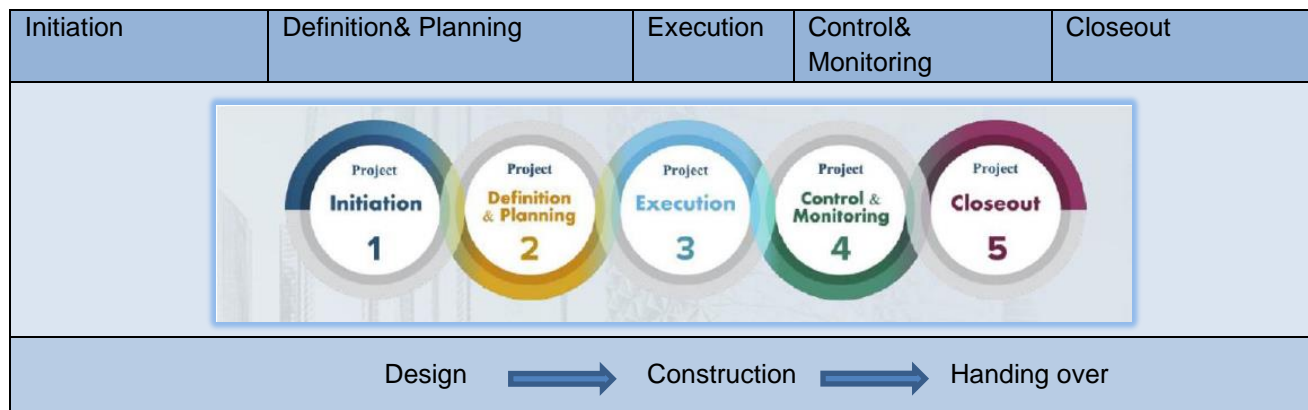 Initiation
Definition& Planning
Execution
Control&
Monitoring
Closeout
Project
Initiation
1
Project
Definition
& Planning
2
Project
Execution
3
Project
Control &
Monitoring
4
Project
Closeout
5
Design
Construction
Handing over